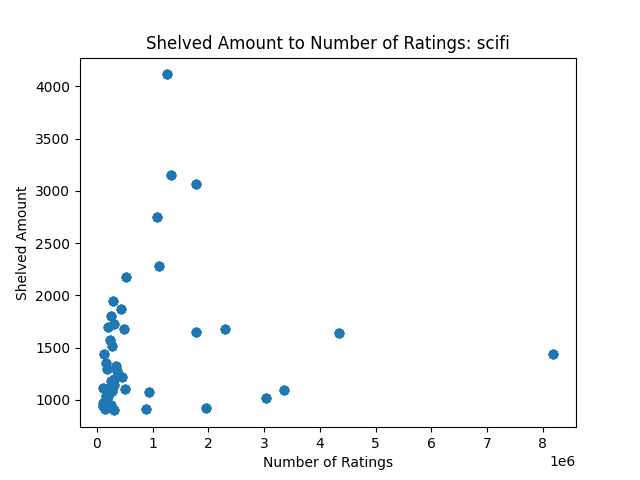 Shelved Amount to Number of Ratings: scifi
4000
3500
3000
2500
2000
1500
1000
Shelved Amount
0 1 2 3 4 5 6 7 8
1e6
Number of Ratings